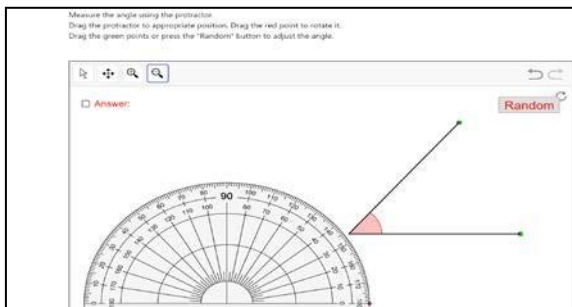 Measure the angle using the protractor.
Drag the protractor to appropriate position. Drag the red point to rotate it.
Drag the green points or press the "Random" button to adjust the angle.
Answer:
Random
90